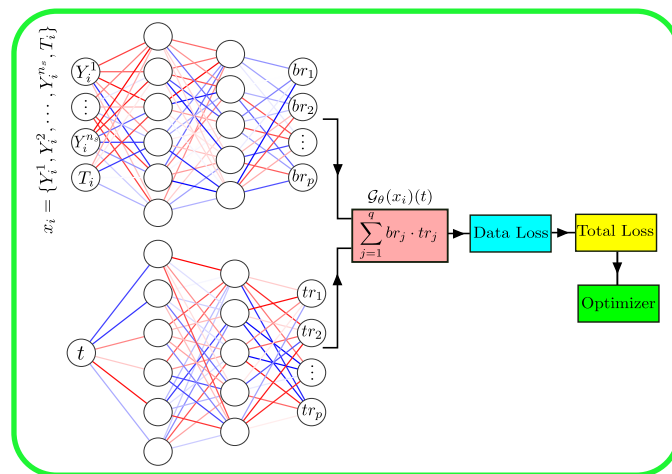 x_i = {Y_i^1, Y_i^2, ⋯, Y_i^{n_s}, T_i}
Y_i^1
⋮
Y_i^{n_s}
T_i
br_1
br_2
⋮
br_p
t
tr_1
tr_2
⋮
tr_p
𝒢_θ(x_i)(t)
∑_{j=1}^{q} br_j · tr_j
Data Loss
Total Loss
Optimizer